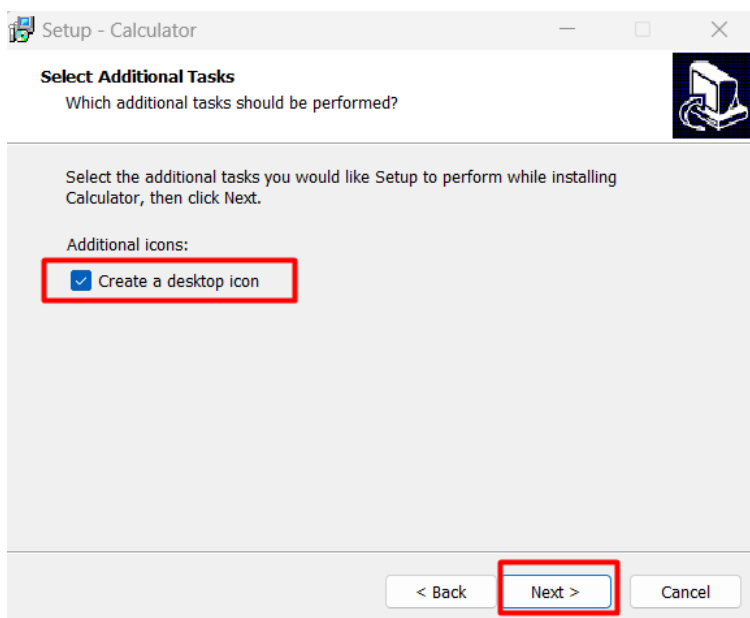 Setup - Calculator
Select Additional Tasks
Which additional tasks should be performed?
Select the additional tasks you would like Setup to perform while installing
Calculator, then click Next.
Additional icons:
Create a desktop icon
< Back Next > Cancel